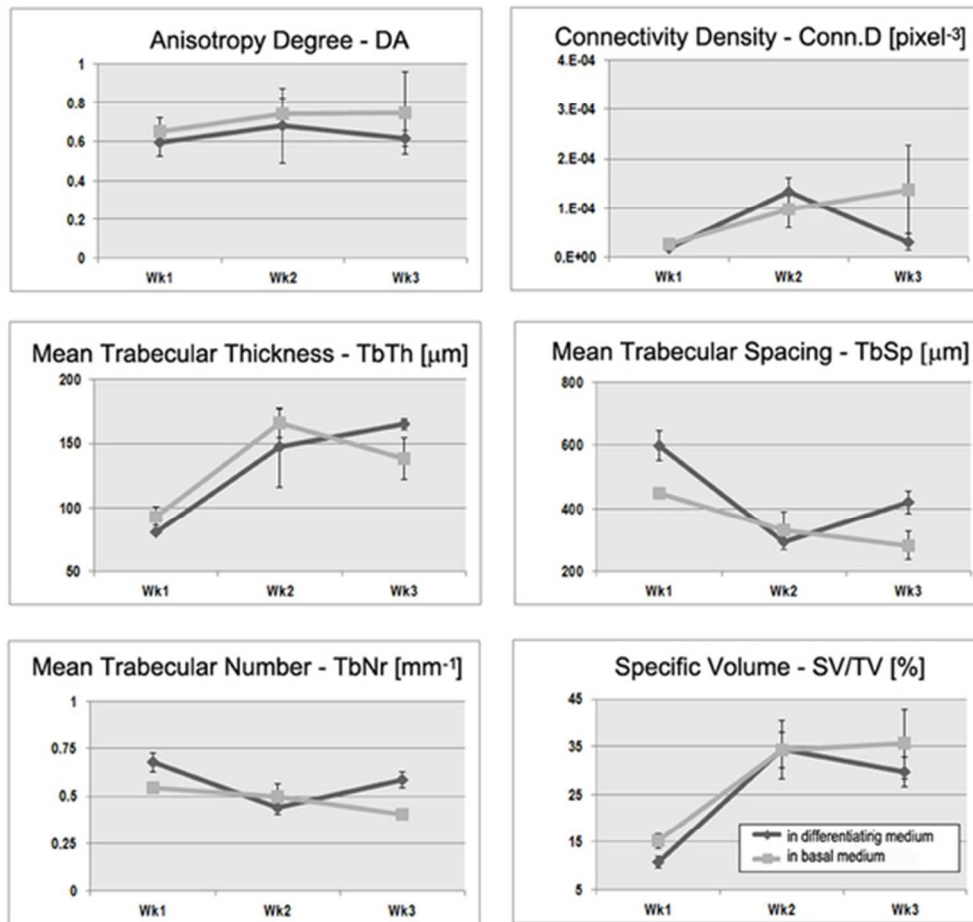 Anisotropy Degree - DA
1
0.8
0.6
0.4
0.2
0
Wk1 Wk2 Wk3
Connectivity Density - Conn.D [pixel-3]
4.E-04
3.E-04
2.E-04
1.E-04
0.E+00
Wk1 Wk2 Wk3
Mean Trabecular Thickness - TbTh [μm]
200
150
100
50
Wk1 Wk2 Wk3
Mean Trabecular Spacing - TbSp [μm]
800
600
400
200
Wk1 Wk2 Wk3
Mean Trabecular Number - TbNr [mm-1]
1
0.75
0.5
0.25
0
Wk1 Wk2 Wk3
Specific Volume - SV/TV [%]
45
35
25
15
5
in differentiating medium
in basal medium
Wk1 Wk2 Wk3